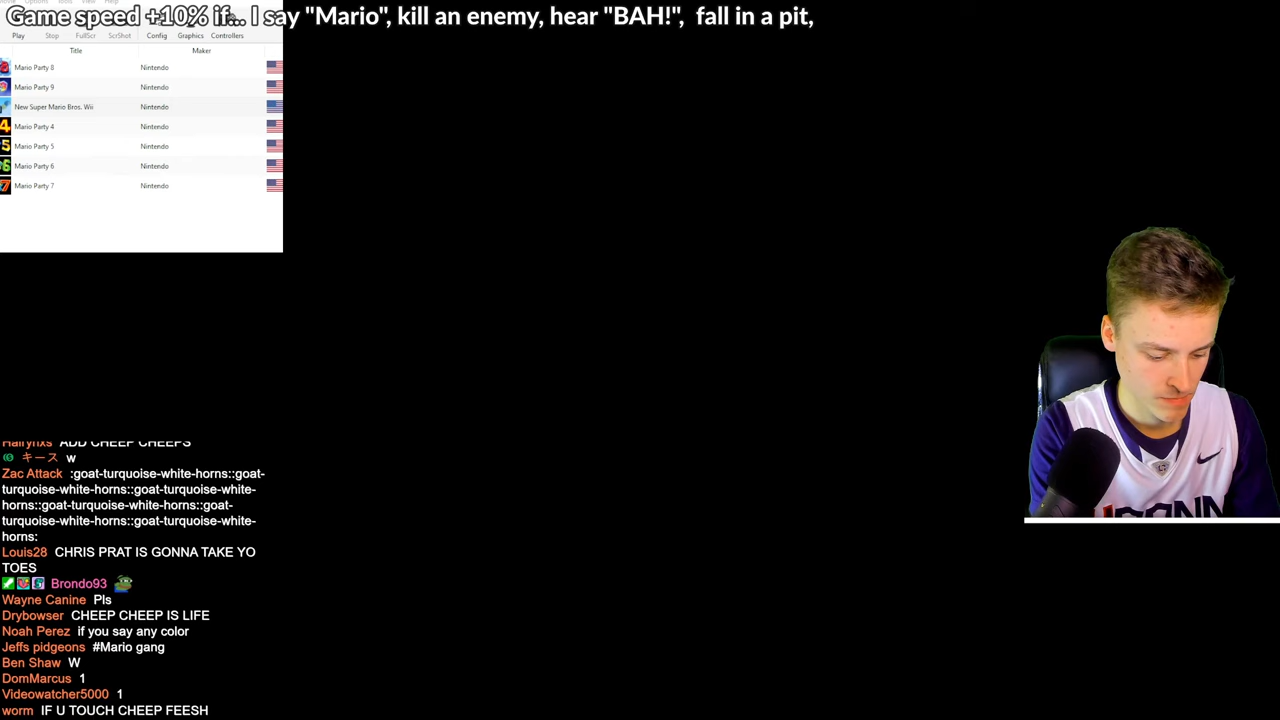 Game speed +10% if... I say "Mario", kill an enemy, hear "BAH!", fall in a pit,
Play Stop FullScr ScrShot Config Graphics Controllers
Title Maker
Mario Party 8 Nintendo
Mario Party 9 Nintendo
New Super Mario Bros. Wii Nintendo
Mario Party 4 Nintendo
Mario Party 5 Nintendo
Mario Party 6 Nintendo
Mario Party 7 Nintendo
Hairynxs ADD CHEEP CHEEPS
キース w
Zac Attack :goat-turquoise-white-horns::goat-
turquoise-white-horns::goat-turquoise-white-
horns::goat-turquoise-white-horns::goat-
turquoise-white-horns::goat-turquoise-white-
horns:
Louis28 CHRIS PRAT IS GONNA TAKE YO
TOES
Brondo93
Wayne Canine Pls
Drybowser CHEEP CHEEP IS LIFE
Noah Perez if you say any color
Jeffs pidgeons #Mario gang
Ben Shaw W
DomMarcus 1
Videowatcher5000 1
worm IF U TOUCH CHEEP FEESH